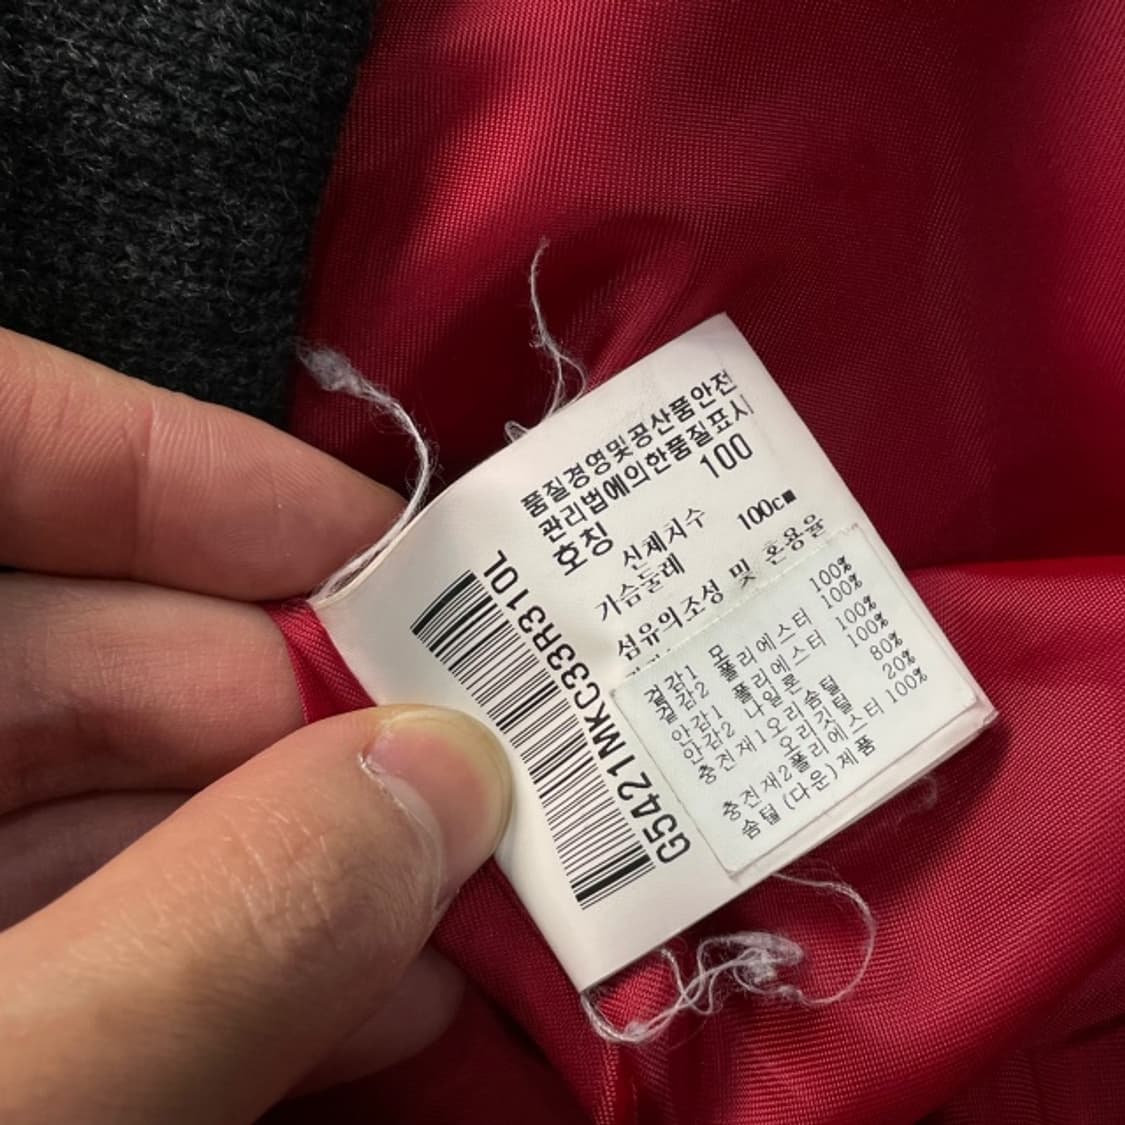 품질경영및공산품안전
관리법에의한품질표시
호칭 100
신체치수
가슴둘레 100c■
섬유의조성 및 혼용율
겉감1 모 100%
겉감2 폴리에스터 100%
안감1 폴리에스터 100%
안감2 나일론 100%
충전재1오리솜털 80%
오리깃털 20%
충전재2폴리에스터 100%
솜털(다운)제품
G5421MKC33R310L